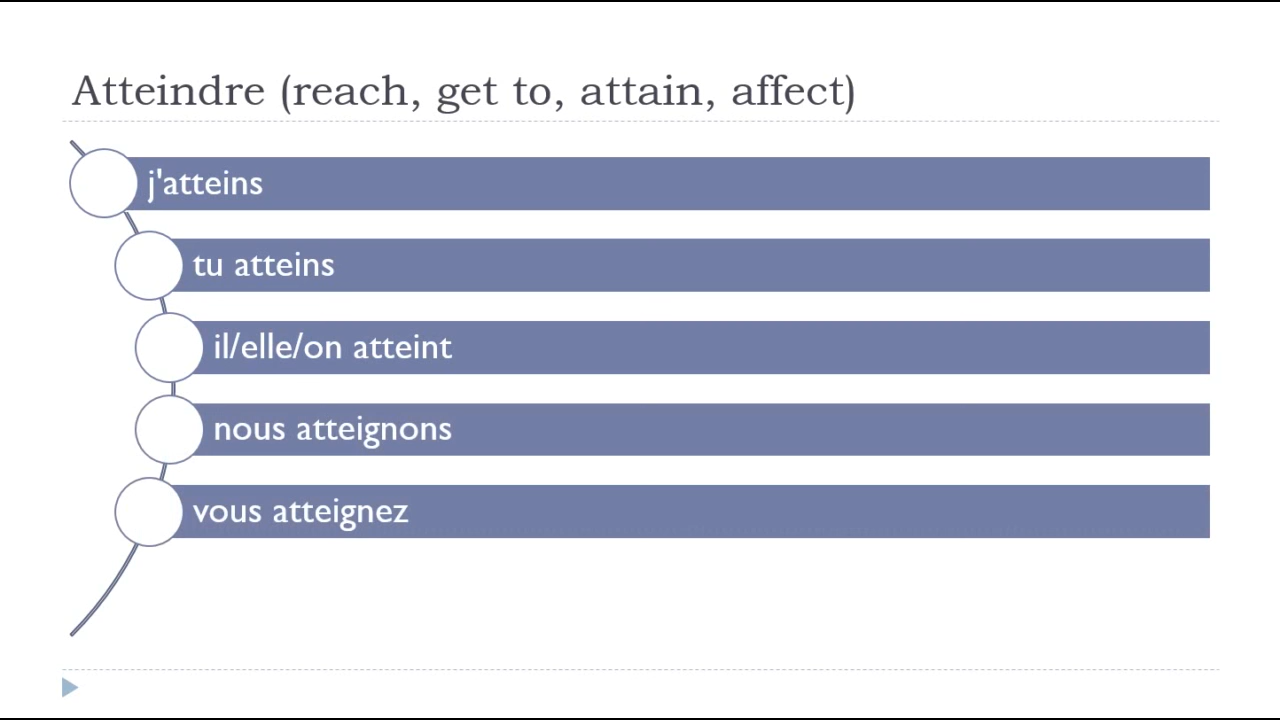 Atteindre (reach, get to, attain, affect)
j'atteins
tu atteins
il/elle/on atteint
nous atteignons
vous atteignez